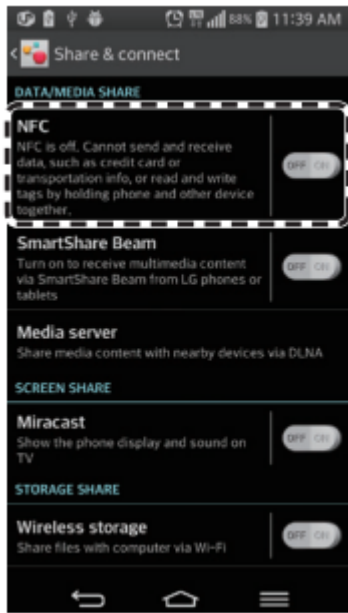 88% 11:39 AM
Share & connect
DATA/MEDIA SHARE
NFC
NFC is off. Cannot send and receive
data, such as credit card or
transportation info, or read and write
tags by holding phone and other device
together.
OFF ON
SmartShare Beam
Turn on to receive multimedia content
via SmartShare Beam from LG phones or
tablets
OFF ON
Media server
Share media content with nearby devices via DLNA
SCREEN SHARE
Miracast
Show the phone display and sound on
TV
OFF ON
STORAGE SHARE
Wireless storage
Share files with computer via Wi-Fi
OFF ON